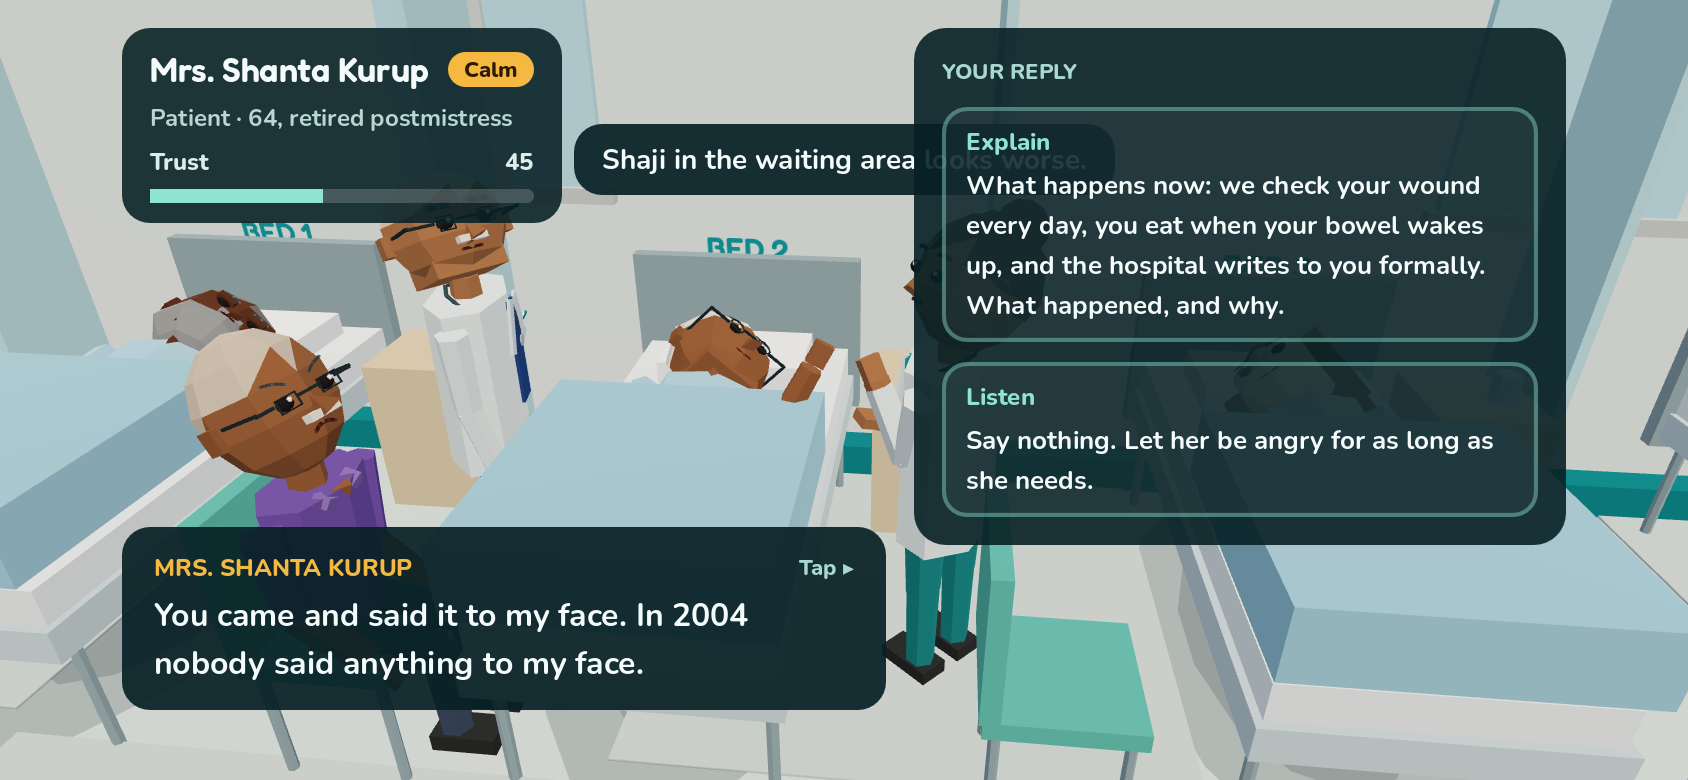 Mrs. Shanta Kurup
Calm
Patient · 64, retired postmistress
Trust
45
Shaji in the waiting area looks worse.
BED 1
BED 2
YOUR REPLY
Explain
What happens now: we check your wound
every day, you eat when your bowel wakes
up, and the hospital writes to you formally.
What happened, and why.
Listen
Say nothing. Let her be angry for as long as
she needs.
MRS. SHANTA KURUP
Tap ▸
You came and said it to my face. In 2004
nobody said anything to my face.